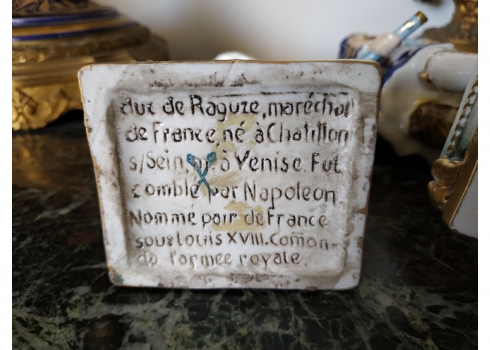 duc de Raguze, maréchal
de France, né à Chatillon
s/Sein, à Venise. Fut
comblé par Napoleon.
Nommé pair de France
sous Louis XVIII. Comon-
da l'armee royale.